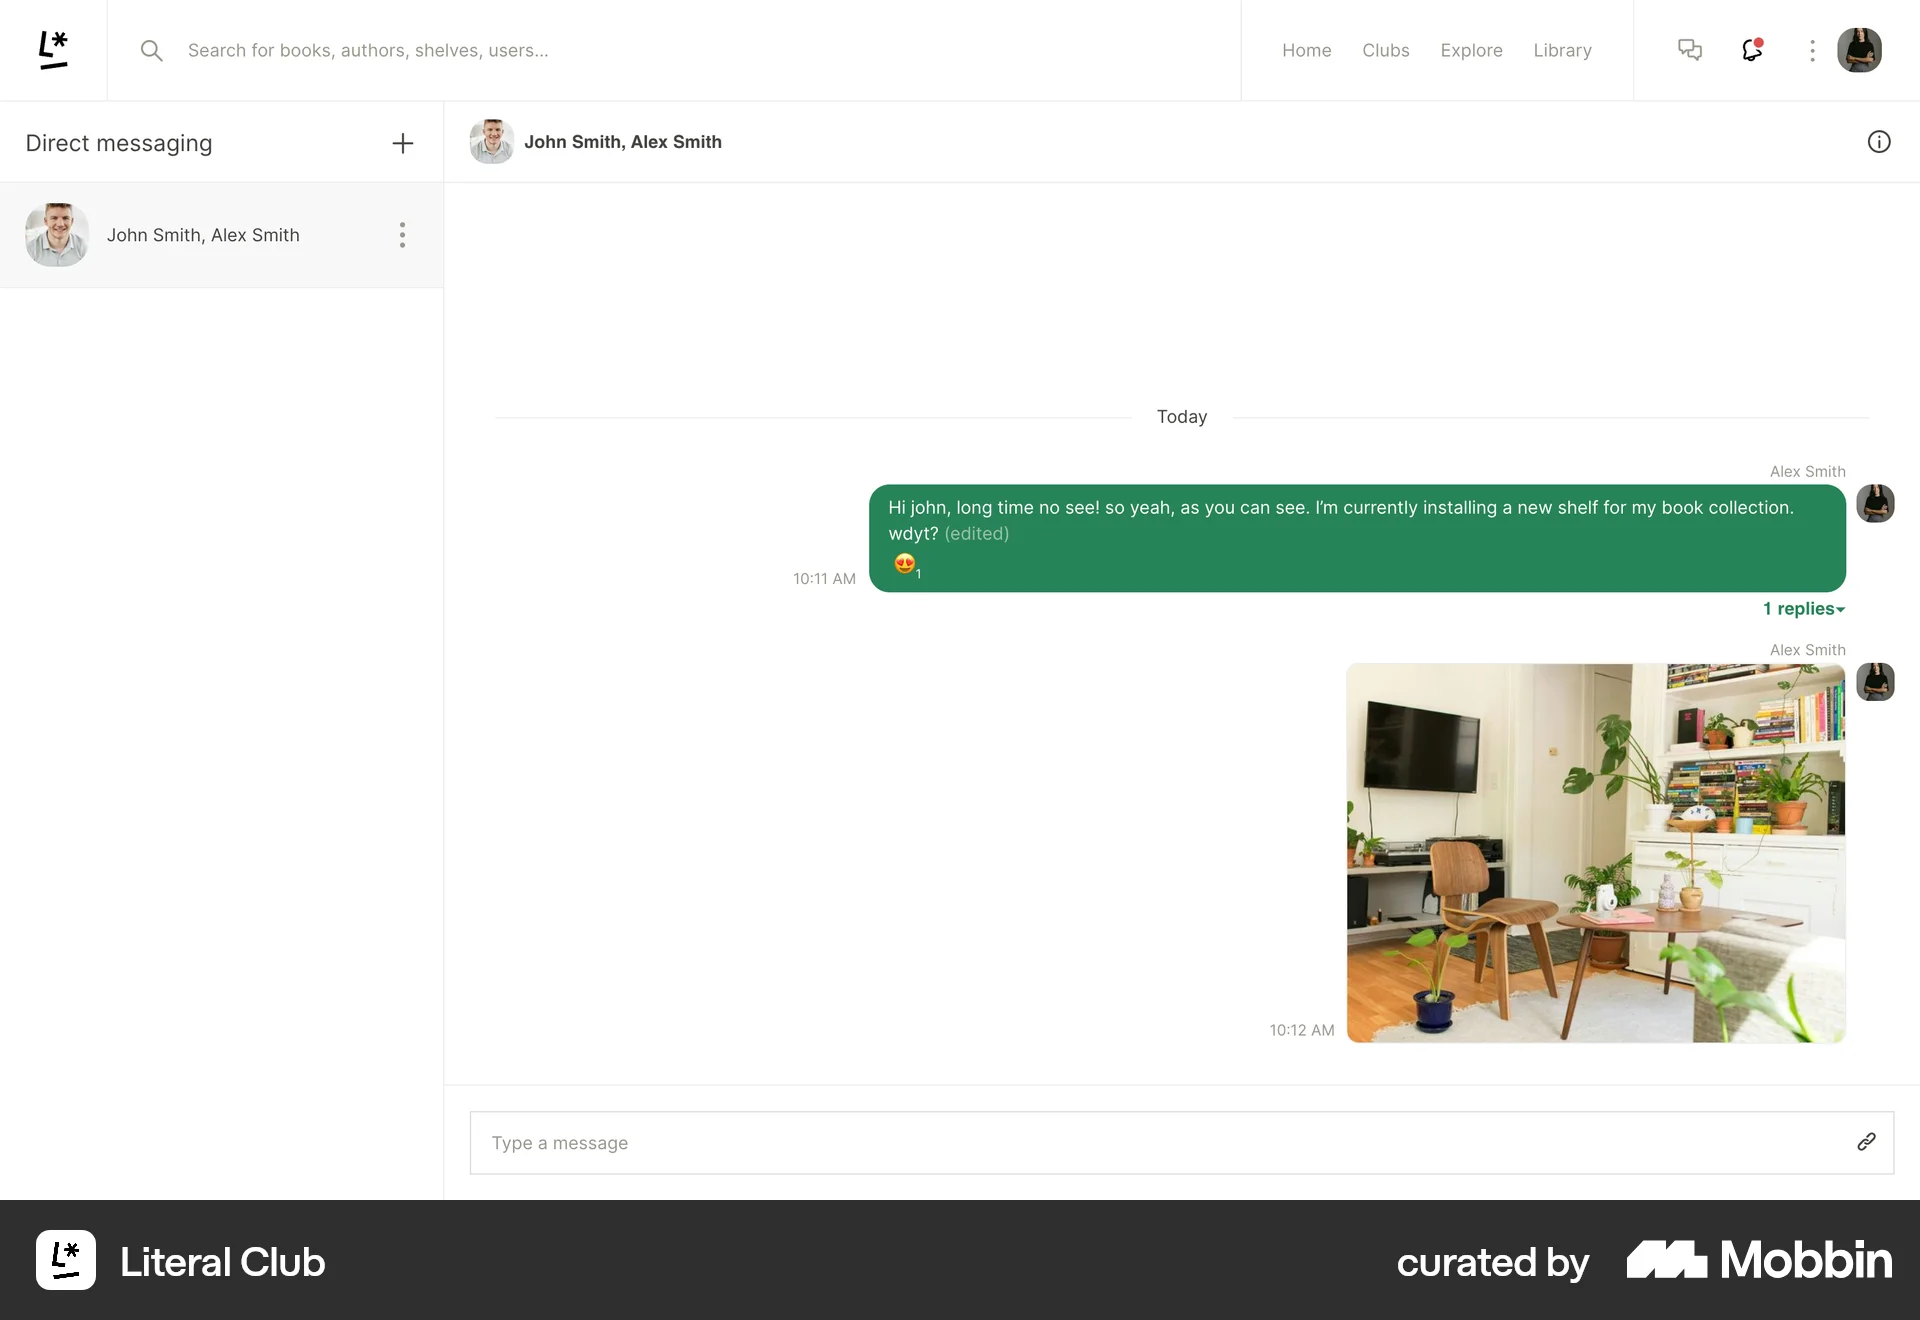 L*
Search for books, authors, shelves, users...
Home
Clubs
Explore
Library
Direct messaging
John Smith, Alex Smith
John Smith, Alex Smith
Today
Alex Smith
Hi john, long time no see! so yeah, as you can see. I’m currently installing a new shelf for my book collection.
wdyt? (edited)
😍 1
10:11 AM
1 replies
Alex Smith
10:12 AM
Type a message
L*
Literal Club
curated by
Mobbin